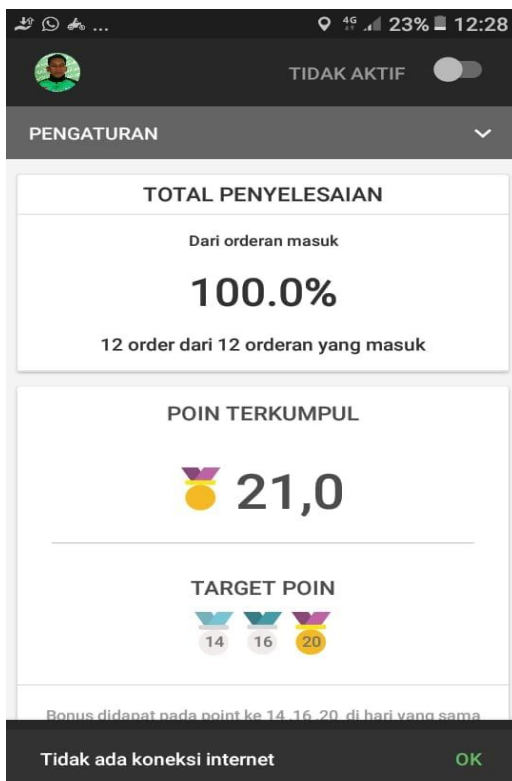 ... 4G 23% 12:28
TIDAK AKTIF
PENGATURAN
TOTAL PENYELESAIAN
Dari orderan masuk
100.0%
12 order dari 12 orderan yang masuk
POIN TERKUMPUL
21,0
TARGET POIN
14 16 20
Bonus didapat pada point ke 14 ,16 ,20 di hari yang sama
Tidak ada koneksi internet OK